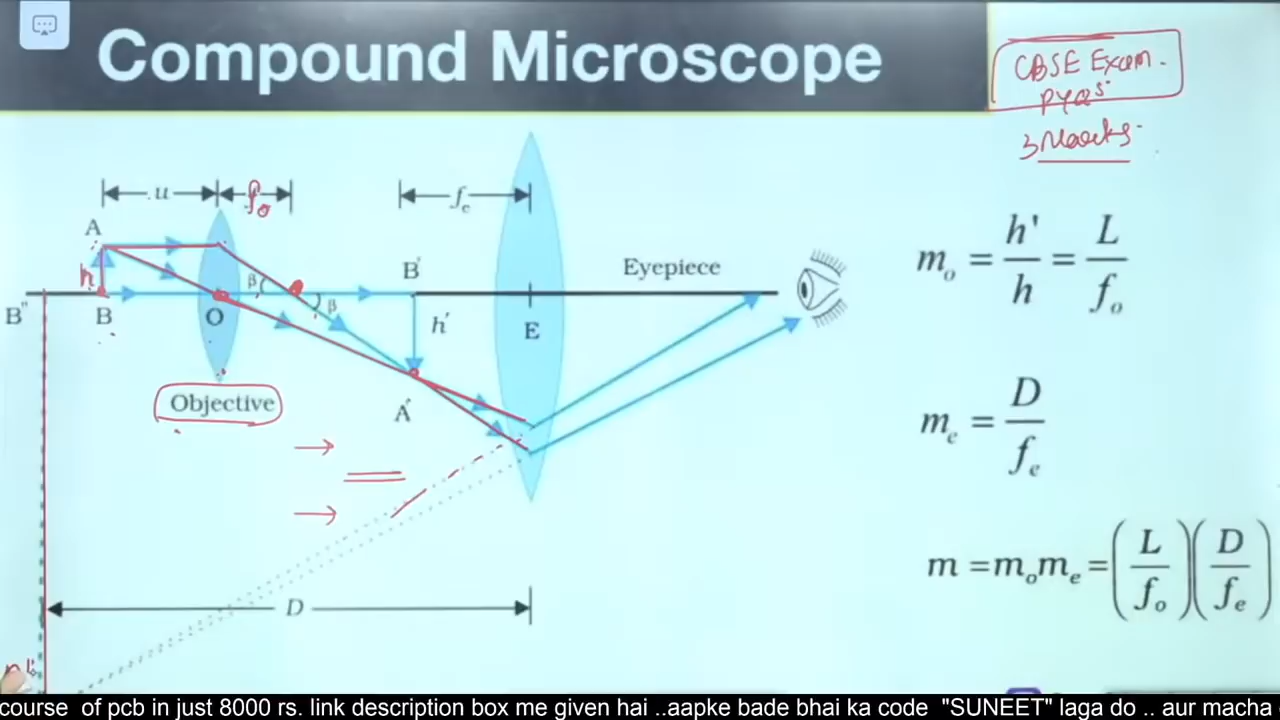 Compound Microscope
CBSE Exam.
PYQs
3 Marks
u
fo
fe
A
h
B"
B
O
β
β
B'
h'
A'
E
Eyepiece
Objective
D
mo = h'/h = L/fo
me = D/fe
m = mome = (L/fo)(D/fe)
course of pcb in just 8000 rs. link description box me given hai ..aapke bade bhai ka code "SUNEET" laga do .. aur macha